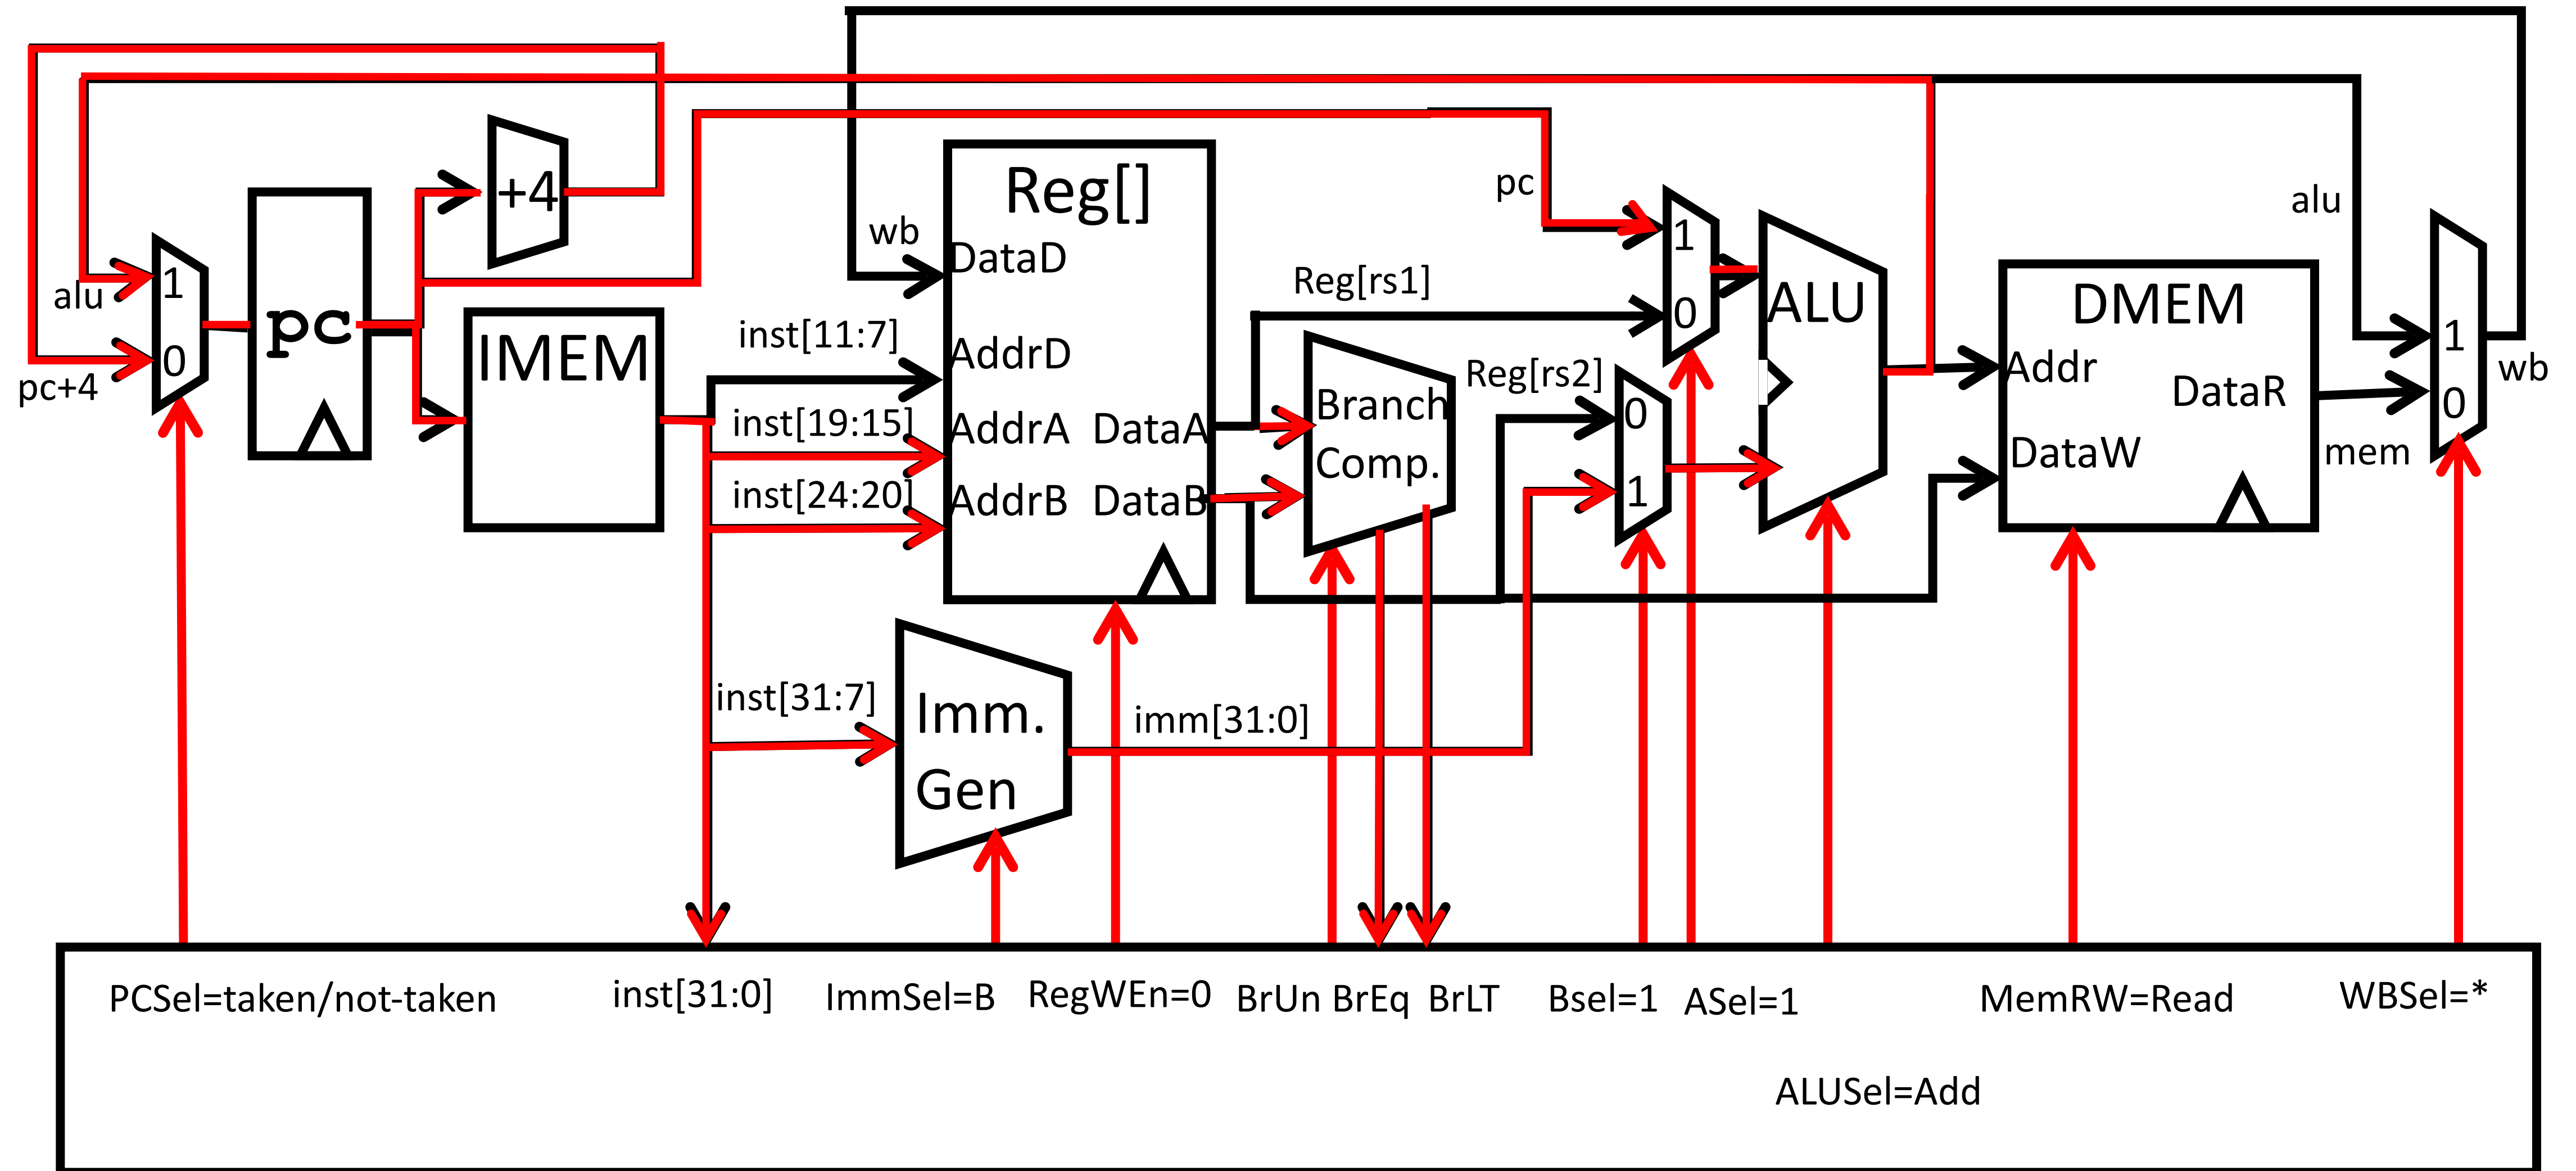 +4
alu
1
0
pc+4
pc
IMEM
wb
inst[11:7]
inst[19:15]
inst[24:20]
Reg[]
DataD
AddrD
AddrA DataA
AddrB DataB
inst[31:7]
Imm.
Gen
imm[31:0]
Reg[rs1]
Branch
Comp.
Reg[rs2]
pc
1
0
0
1
ALU
DMEM
Addr
DataR
DataW
alu
mem
1
0
wb
PCSel=taken/not-taken
inst[31:0]
ImmSel=B
RegWEn=0
BrUn
BrEq
BrLT
Bsel=1
ASel=1
MemRW=Read
WBSel=*
ALUSel=Add